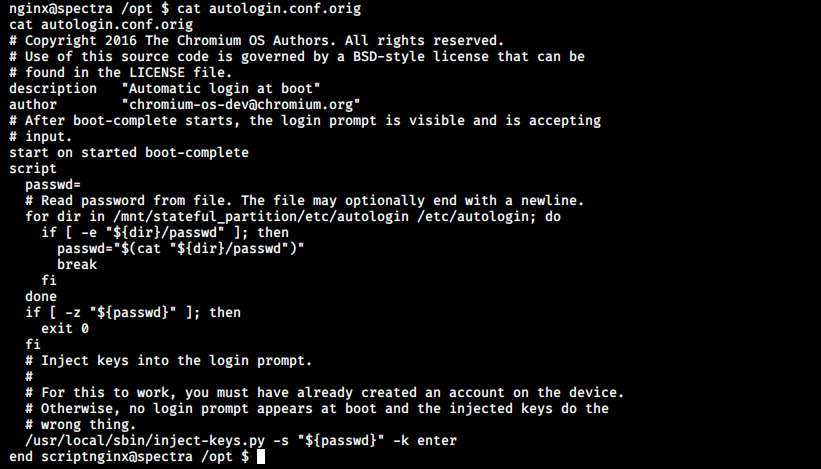 nginx@spectra /opt $ cat autologin.conf.orig
cat autologin.conf.orig
# Copyright 2016 The Chromium OS Authors. All rights reserved.
# Use of this source code is governed by a BSD-style license that can be
# found in the LICENSE file.
description   "Automatic login at boot"
author        "chromium-os-dev@chromium.org"
# After boot-complete starts, the login prompt is visible and is accepting
# input.
start on started boot-complete
script
  passwd=
  # Read password from file. The file may optionally end with a newline.
  for dir in /mnt/stateful_partition/etc/autologin /etc/autologin; do
    if [ -e "${dir}/passwd" ]; then
      passwd="$(cat "${dir}/passwd")"
      break
    fi
  done
  if [ -z "${passwd}" ]; then
    exit 0
  fi
  # Inject keys into the login prompt.
  #
  # For this to work, you must have already created an account on the device.
  # Otherwise, no login prompt appears at boot and the injected keys do the
  # wrong thing.
  /usr/local/sbin/inject-keys.py -s "${passwd}" -k enter
end scriptnginx@spectra /opt $